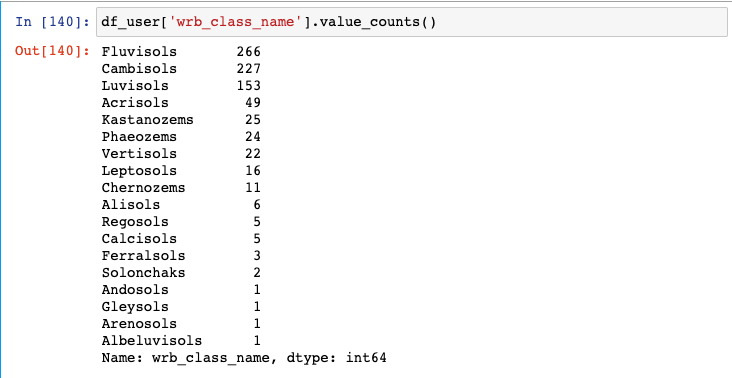 In [140]: df_user['wrb_class_name'].value_counts()
Out[140]: Fluvisols 266
Cambisols 227
Luvisols 153
Acrisols 49
Kastanozems 25
Phaeozems 24
Vertisols 22
Leptosols 16
Chernozems 11
Alisols 6
Regosols 5
Calcisols 5
Ferralsols 3
Solonchaks 2
Andosols 1
Gleysols 1
Arenosols 1
Albeluvisols 1
Name: wrb_class_name, dtype: int64